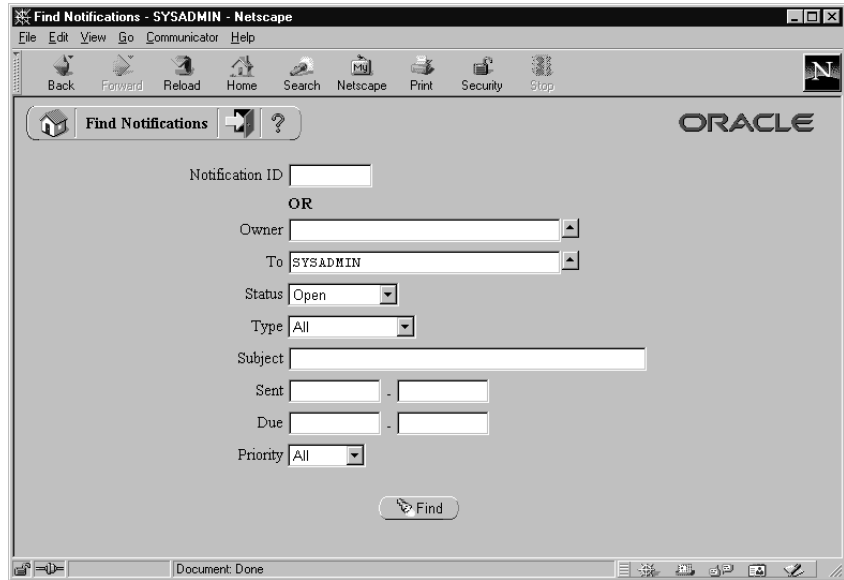 Find Notifications - SYSADMIN - Netscape
File Edit View Go Communicator Help
Back Forward Reload Home Search Netscape Print Security Stop
My
N
Find Notifications ?
ORACLE
Notification ID
OR
Owner
To SYSADMIN
Status Open
Type All
Subject
Sent -
Due -
Priority All
Find
Document: Done